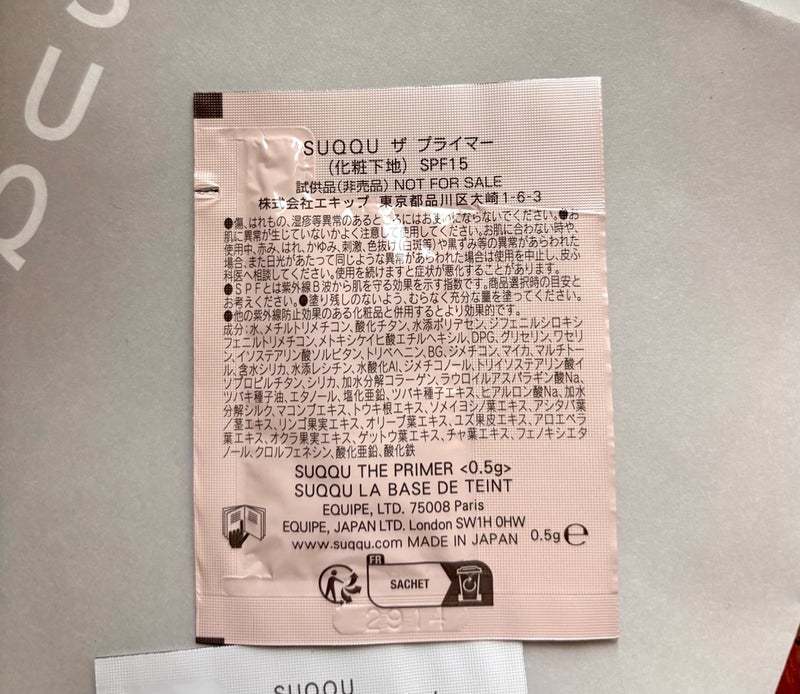 SUQQU
SUQQU ザ プライマー
(化粧下地) SPF15
試供品(非売品) NOT FOR SALE
株式会社エキップ 東京都品川区大崎1-6-3
●傷、はれもの、湿疹等異常のあるところにはおつかいにならないでください。●お
肌に異常が生じていないかよく注意して使用してください。お肌に合わない時や、
使用中、赤み、はれ、かゆみ、刺激、色抜け(白斑等)や黒ずみ等の異常があらわれた
場合、また日光があたって同じような異常があらわれた場合は使用を中止し、皮ふ
科医へ相談してください。使用を続けますと症状が悪化することがあります。
●SPFとは紫外線B波から肌を守る効果を示す指数です。商品選択時の目安と
お考えください。●塗り残しのないよう、むらなく充分な量を塗ってください。
●他の紫外線防止効果のある化粧品と併用するとより効果的です。
成分:水、メチルトリメチコン、酸化チタン、水添ポリデセン、ジフェニルシロキシ
フェニルトリメチコン、メトキシケイヒ酸エチルヘキシル、DPG、グリセリン、ワセリ
ン、イソステアリン酸ソルビタン、トリベヘニン、BG、ジメチコン、マイカ、マルチトー
ル、含水シリカ、水添レシチン、水酸化Al、ジメチコノール、トリイソステアリン酸イ
ソプロピルチタン、シリカ、加水分解コラーゲン、ラウロイルアスパラギン酸Na、
ツバキ種子油、エタノール、塩化亜鉛、ツバキ種子エキス、ヒアルロン酸Na、加水
分解シルク、マコンブエキス、トウキ根エキス、ソメイヨシノ葉エキス、アシタバ葉
/茎エキス、リンゴ果実エキス、オリーブ葉エキス、ユズ果皮エキス、アロエベラ
葉エキス、オクラ果実エキス、ゲットウ葉エキス、チャ葉エキス、フェノキシエタ
ノール、クロルフェネシン、酸化亜鉛、酸化鉄
SUQQU THE PRIMER <0.5g>
SUQQU LA BASE DE TEINT
EQUIPE, LTD. 75008 Paris
EQUIPE, JAPAN LTD. London SW1H 0HW
www.suqqu.com MADE IN JAPAN 0.5g e
FR
SACHET
2914
SUQQU